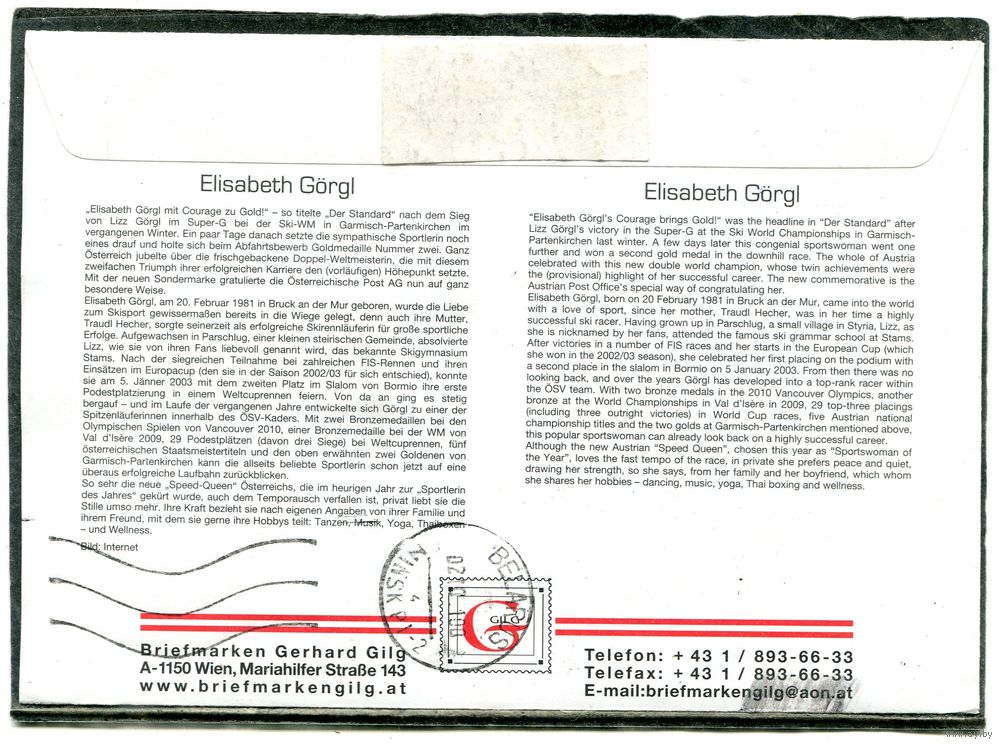 Elisabeth Görgl
„Elisabeth Görgl mit Courage zu Gold!“ – so titelte „Der Standard“ nach dem Sieg
von Lizz Görgl im Super-G bei der Ski-WM in Garmisch-Partenkirchen im
vergangenen Winter. Ein paar Tage danach setzte die sympathische Sportlerin noch
eines drauf und holte sich beim Abfahrtsbewerb Goldmedaille Nummer zwei. Ganz
Österreich jubelte über die frischgebackene Doppel-Weltmeisterin, die mit diesem
zweifachen Triumph ihrer erfolgreichen Karriere den (vorläufigen) Höhepunkt setzte.
Mit der neuen Sondermarke gratulierte die Österreichische Post AG nun auf ganz
besondere Weise.
Elisabeth Görgl, am 20. Februar 1981 in Bruck an der Mur geboren, wurde die Liebe
zum Skisport gewissermaßen bereits in die Wiege gelegt, denn auch ihre Mutter,
Traudl Hecher, sorgte seinerzeit als erfolgreiche Skirennläuferin für große sportliche
Erfolge. Aufgewachsen in Parschlug, einer kleinen steirischen Gemeinde, absolvierte
Lizz, wie sie von ihren Fans liebevoll genannt wird, das bekannte Skigymnasium
Stams. Nach der siegreichen Teilnahme bei zahlreichen FIS-Rennen und ihren
Einsätzen im Europacup (den sie in der Saison 2002/03 für sich entschied), konnte
sie am 5. Jänner 2003 mit dem zweiten Platz im Slalom von Bormio ihre erste
Podestplatzierung in einem Weltcuprennen feiern. Von da an ging es stetig
bergauf – und im Laufe der vergangenen Jahre entwickelte sich Görgl zu einer der
Spitzenläuferinnen innerhalb des ÖSV-Kaders. Mit zwei Bronzemedaillen bei den
Olympischen Spielen von Vancouver 2010, einer Bronzemedaille bei der WM von
Val d’Isère 2009, 29 Podestplätzen (davon drei Siege) bei Weltcuprennen, fünf
österreichischen Staatsmeistertiteln und den oben erwähnten zwei Goldenen von
Garmisch-Partenkirchen kann die allseits beliebte Sportlerin schon jetzt auf eine
überaus erfolgreiche Laufbahn zurückblicken.
So sehr die neue „Speed-Queen“ Österreichs, die im heurigen Jahr zur „Sportlerin
des Jahres“ gekürt wurde, auch dem Temporausch verfallen ist, privat liebt sie die
Stille umso mehr. Ihre Kraft bezieht sie nach eigenen Angaben von ihrer Familie und
ihrem Freund, mit dem sie gerne ihre Hobbys teilt: Tanzen, Musik, Yoga, Thaiboxen
– und Wellness.
Bild: Internet
Elisabeth Görgl
“Elisabeth Görgl’s Courage brings Gold!” was the headline in “Der Standard” after
Lizz Görgl’s victory in the Super-G at the Ski World Championships in Garmisch-
Partenkirchen last winter. A few days later this congenial sportswoman went one
further and won a second gold medal in the downhill race. The whole of Austria
celebrated with this new double world champion, whose twin achievements were
the (provisional) highlight of her successful career. The new commemorative is the
Austrian Post Office’s special way of congratulating her.
Elisabeth Görgl, born on 20 February 1981 in Bruck an der Mur, came into the world
with a love of sport, since her mother, Traudl Hecher, was in her time a highly
successful ski racer. Having grown up in Parschlug, a small village in Styria, Lizz, as
she is nicknamed by her fans, attended the famous ski grammar school at Stams.
After victories in a number of FIS races and her starts in the European Cup (which
she won in the 2002/03 season), she celebrated her first placing on the podium with
a second place in the slalom in Bormio on 5 January 2003. From then there was no
looking back, and over the years Görgl has developed into a top-rank racer within
the ÖSV team. With two bronze medals in the 2010 Vancouver Olympics, another
bronze at the World Championships in Val d’Isère in 2009, 29 top-three placings
(including three outright victories) in World Cup races, five Austrian national
championship titles and the two golds at Garmisch-Partenkirchen mentioned above,
this popular sportswoman can already look back on a highly successful career.
Although the new Austrian “Speed Queen”, chosen this year as “Sportswoman of
the Year”, loves the fast tempo of the race, in private she prefers peace and quiet,
drawing her strength, so she says, from her family and her boyfriend, which whom
she shares her hobbies – dancing, music, yoga, Thai boxing and wellness.
BELARUS
MINSK
GILG
Briefmarken Gerhard Gilg
A-1150 Wien, Mariahilfer Straße 143
www.briefmarkengilg.at
Telefon: + 43 1 / 893-66-33
Telefax: + 43 1 / 893-66-33
E-mail:briefmarkengilg@aon.at